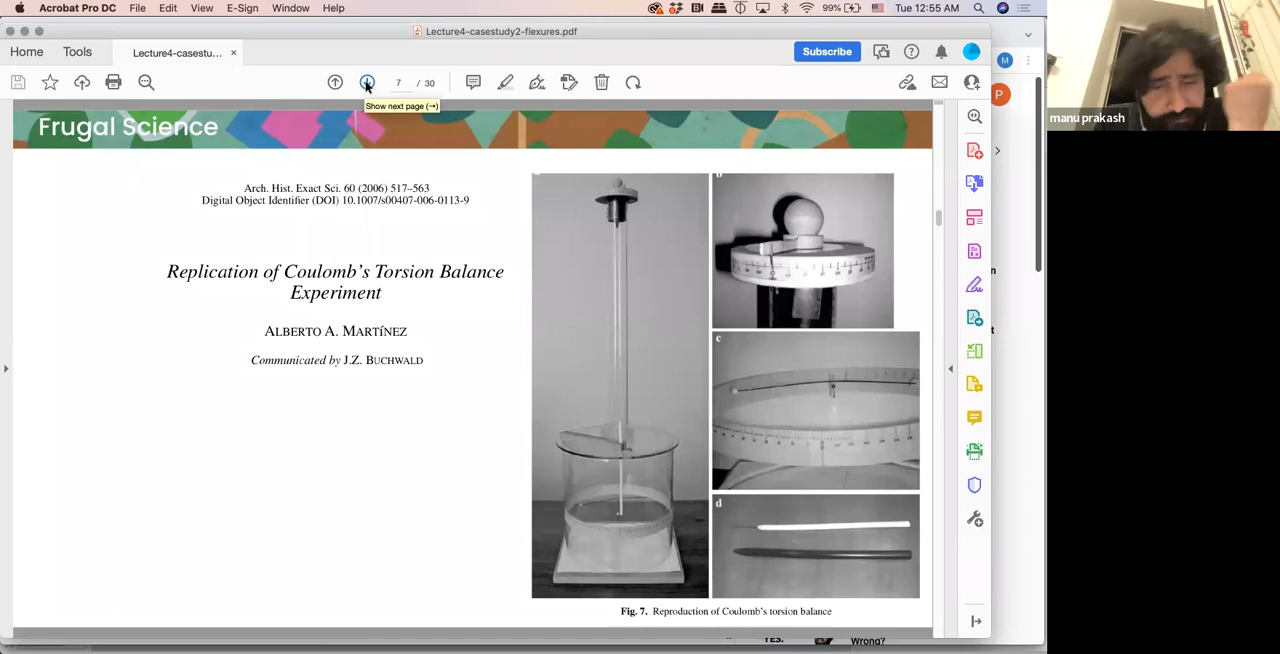 Acrobat Pro DC File Edit View E-Sign Window Help
99% Tue 12:55 AM
Lecture4-casestudy2-flexures.pdf
Home Tools Lecture4-casestu... ×
Subscribe
7 / 30
Show next page (→)
M
P
manu prakash
Frugal Science
Arch. Hist. Exact Sci. 60 (2006) 517–563
Digital Object Identifier (DOI) 10.1007/s00407-006-0113-9
Replication of Coulomb's Torsion Balance
Experiment
ALBERTO A. MARTÍNEZ
Communicated by J.Z. BUCHWALD
c
d
Fig. 7. Reproduction of Coulomb's torsion balance
YES.
Wrong?